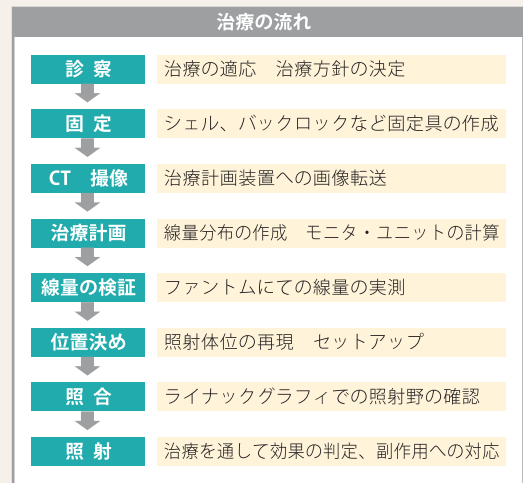 治療の流れ
診 察 治療の適応 治療方針の決定
固 定 シェル、バックロックなど固定具の作成
CT 撮像 治療計画装置への画像転送
治療計画 線量分布の作成 モニタ・ユニットの計算
線量の検証 ファントムにての線量の実測
位置決め 照射体位の再現 セットアップ
照 合 ライナックグラフィでの照射野の確認
照 射 治療を通して効果の判定、副作用への対応